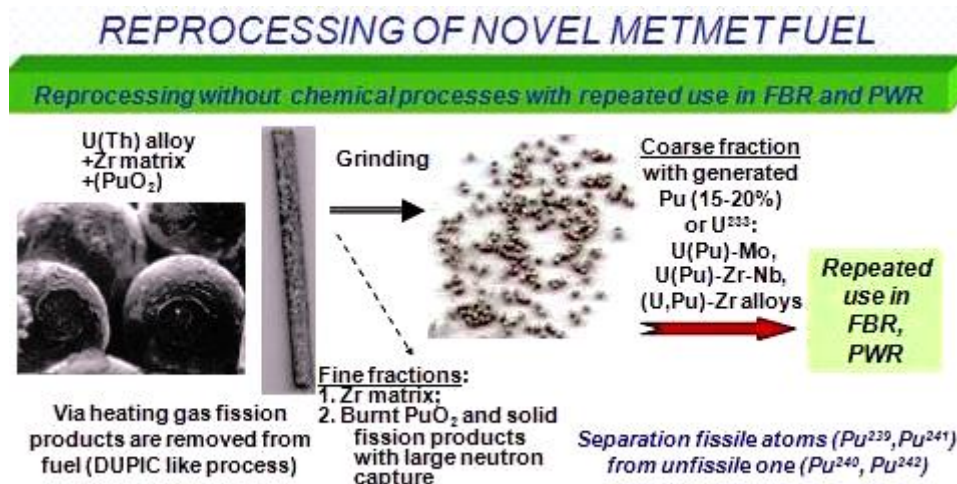 REPROCESSING OF NOVEL METMET FUEL
Reprocessing without chemical processes with repeated use in FBR and PWR
U(Th) alloy
+Zr matrix
+(PuO₂)
Grinding
Coarse fraction
with generated
Pu (15-20%)
or U²³³:
U(Pu)-Mo,
U(Pu)-Zr-Nb,
(U,Pu)-Zr alloys
Repeated
use in
FBR,
PWR
Via heating gas fission
products are removed from
fuel (DUPIC like process)
Fine fractions:
1. Zr matrix;
2. Burnt PuO₂ and solid
fission products
with large neutron
capture
Separation fissile atoms (Pu²³⁹,Pu²⁴¹)
from unfissile one (Pu²⁴⁰, Pu²⁴²)